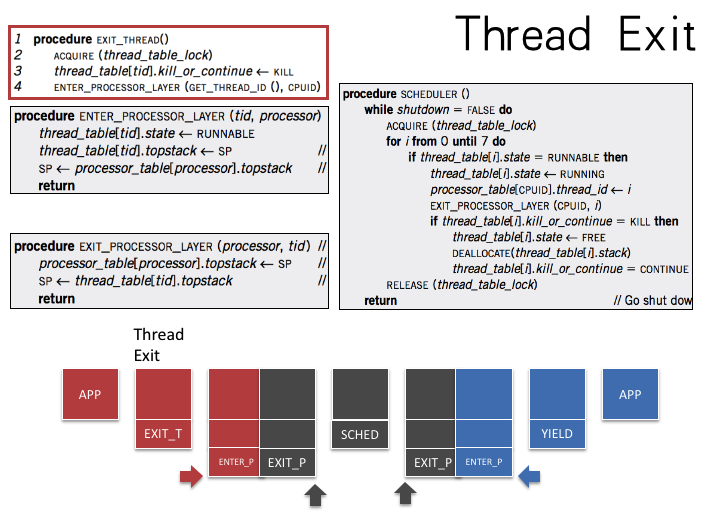 Thread Exit
1 procedure EXIT_THREAD()
2 ACQUIRE (thread_table_lock)
3 thread_table[tid].kill_or_continue ← KILL
4 ENTER_PROCESSOR_LAYER (GET_THREAD_ID (), CPUID)
procedure ENTER_PROCESSOR_LAYER (tid, processor)
thread_table[tid].state ← RUNNABLE
thread_table[tid].topstack ← SP //
SP ← processor_table[processor].topstack //
return
procedure EXIT_PROCESSOR_LAYER (processor, tid) //
processor_table[processor].topstack ← SP //
SP ← thread_table[tid].topstack //
return
procedure SCHEDULER ()
while shutdown = FALSE do
ACQUIRE (thread_table_lock)
for i from 0 until 7 do
if thread_table[i].state = RUNNABLE then
thread_table[i].state ← RUNNING
processor_table[CPUID].thread_id ← i
EXIT_PROCESSOR_LAYER (CPUID, i)
if thread_table[i].kill_or_continue = KILL then
thread_table[i].state ← FREE
DEALLOCATE(thread_table[i].stack)
thread_table[i].kill_or_continue = CONTINUE
RELEASE (thread_table_lock)
return // Go shut dow
Thread
Exit
APP
EXIT_T
ENTER_P
EXIT_P
SCHED
EXIT_P
ENTER_P
YIELD
APP